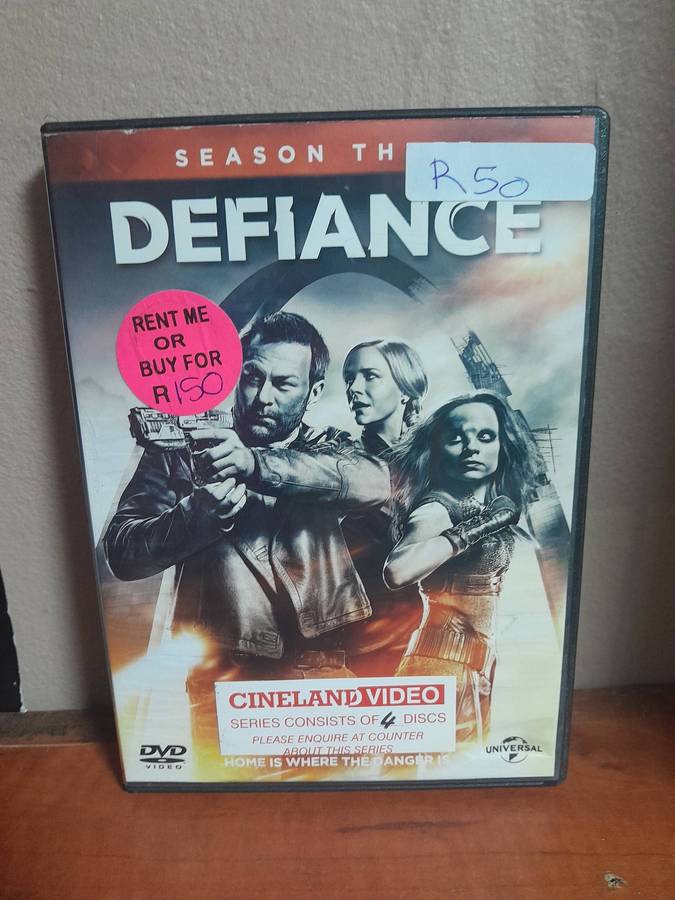 SEASON TH
R50
DEFIANCE
RENT ME
OR
BUY FOR
R150
CINELAND VIDEO
SERIES CONSISTS OF 4 DISCS
PLEASE ENQUIRE AT COUNTER
ABOUT THIS SERIES
HOME IS WHERE THE DANGER IS
DVD
VIDEO
UNIVERSAL